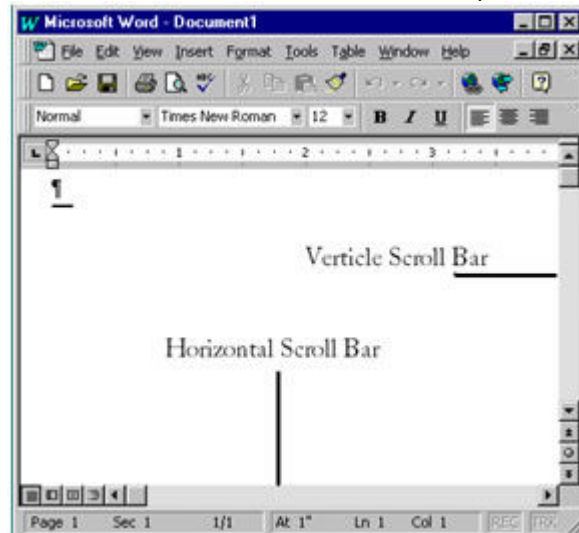 Microsoft Word - Document1
File Edit View Insert Format Tools Table Window Help
Normal Times New Roman 12 B I U
1 2 3
¶
Verticle Scroll Bar
Horizontal Scroll Bar
Page 1 Sec 1 1/1 At 1" Ln 1 Col 1 REC TRK